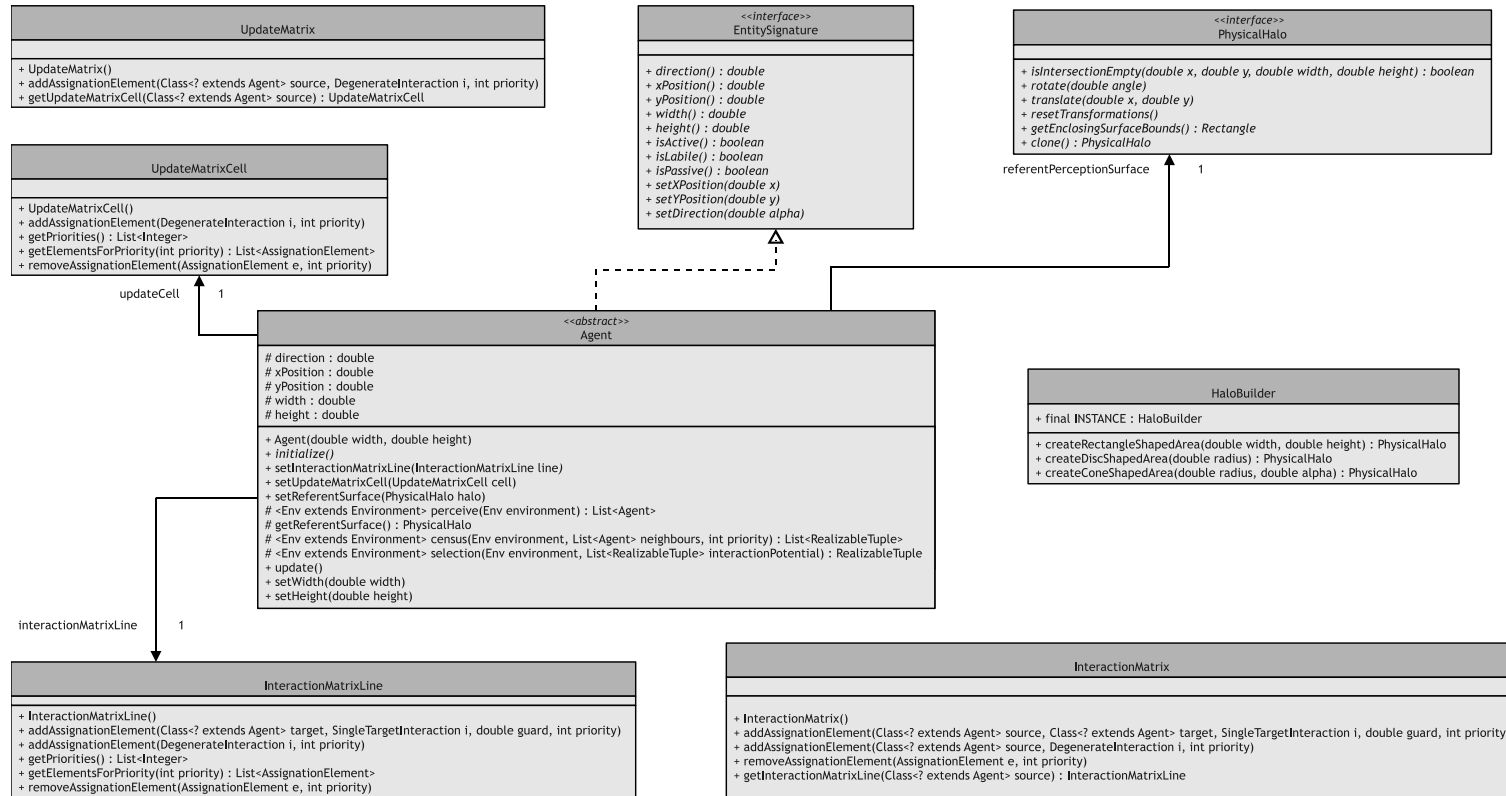 UpdateMatrix
+ UpdateMatrix()
+ addAssignationElement(Class<? extends Agent> source, DegenerateInteraction i, int priority)
+ getUpdateMatrixCell(Class<? extends Agent> source) : UpdateMatrixCell
<<interface>>
EntitySignature
+ direction() : double
+ xPosition() : double
+ yPosition() : double
+ width() : double
+ height() : double
+ isActive() : boolean
+ isLabile() : boolean
+ isPassive() : boolean
+ setXPosition(double x)
+ setYPosition(double y)
+ setDirection(double alpha)
<<interface>>
PhysicalHalo
+ isIntersectionEmpty(double x, double y, double width, double height) : boolean
+ rotate(double angle)
+ translate(double x, double y)
+ resetTransformations()
+ getEnclosingSurfaceBounds() : Rectangle
+ clone() : PhysicalHalo
referentPerceptionSurface 1
UpdateMatrixCell
+ UpdateMatrixCell()
+ addAssignationElement(DegenerateInteraction i, int priority)
+ getPriorities() : List<Integer>
+ getElementsForPriority(int priority) : List<AssignationElement>
+ removeAssignationElement(AssignationElement e, int priority)
updateCell 1
<<abstract>>
Agent
# direction : double
# xPosition : double
# yPosition : double
# width : double
# height : double
+ Agent(double width, double height)
+ initialize()
+ setInteractionMatrixLine(InteractionMatrixLine line)
+ setUpdateMatrixCell(UpdateMatrixCell cell)
+ setReferentSurface(PhysicalHalo halo)
# <Env extends Environment> perceive(Env environment) : List<Agent>
# getReferentSurface() : PhysicalHalo
# <Env extends Environment> census(Env environment, List<Agent> neighbours, int priority) : List<RealizableTuple>
# <Env extends Environment> selection(Env environment, List<RealizableTuple> interactionPotential) : RealizableTuple
+ update()
+ setWidth(double width)
+ setHeight(double height)
HaloBuilder
+ final INSTANCE : HaloBuilder
+ createRectangleShapedArea(double width, double height) : PhysicalHalo
+ createDiscShapedArea(double radius) : PhysicalHalo
+ createConeShapedArea(double radius, double alpha) : PhysicalHalo
interactionMatrixLine 1
InteractionMatrixLine
+ InteractionMatrixLine()
+ addAssignationElement(Class<? extends Agent> target, SingleTargetInteraction i, double guard, int priority)
+ addAssignationElement(DegenerateInteraction i, int priority)
+ getPriorities() : List<Integer>
+ getElementsForPriority(int priority) : List<AssignationElement>
+ removeAssignationElement(AssignationElement e, int priority)
InteractionMatrix
+ InteractionMatrix()
+ addAssignationElement(Class<? extends Agent> source, Class<? extends Agent> target, SingleTargetInteraction i, double guard, int priority)
+ addAssignationElement(Class<? extends Agent> source, DegenerateInteraction i, int priority)
+ removeAssignationElement(AssignationElement e, int priority)
+ getInteractionMatrixLine(Class<? extends Agent> source) : InteractionMatrixLine